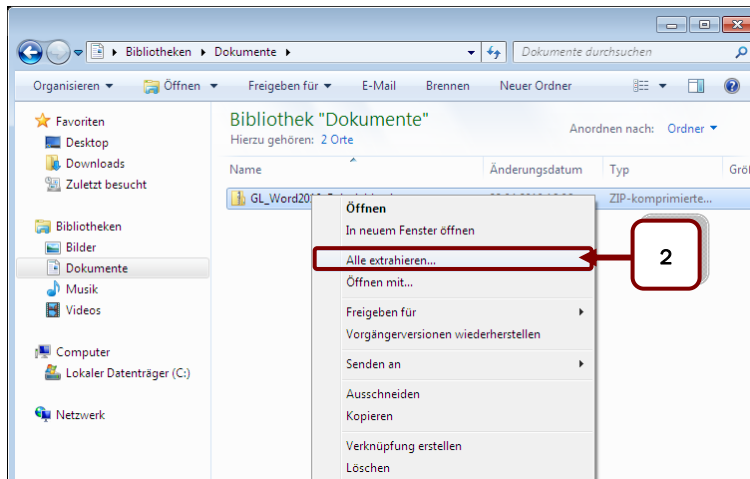 Bibliotheken Dokumente Dokumente durchsuchen
Organisieren Öffnen Freigeben für E-Mail Brennen Neuer Ordner
Favoriten
Desktop
Downloads
Zuletzt besucht
Bibliotheken
Bilder
Dokumente
Musik
Videos
Computer
Lokaler Datenträger (C:)
Netzwerk
Bibliothek "Dokumente"
Hierzu gehören: 2 Orte
Anordnen nach: Ordner
Name Änderungsdatum Typ
ZIP-komprimierte...
Öffnen
In neuem Fenster öffnen
Alle extrahieren...
Öffnen mit...
Freigeben für
Vorgängerversionen wiederherstellen
Senden an
Ausschneiden
Kopieren
Verknüpfung erstellen
Löschen
2